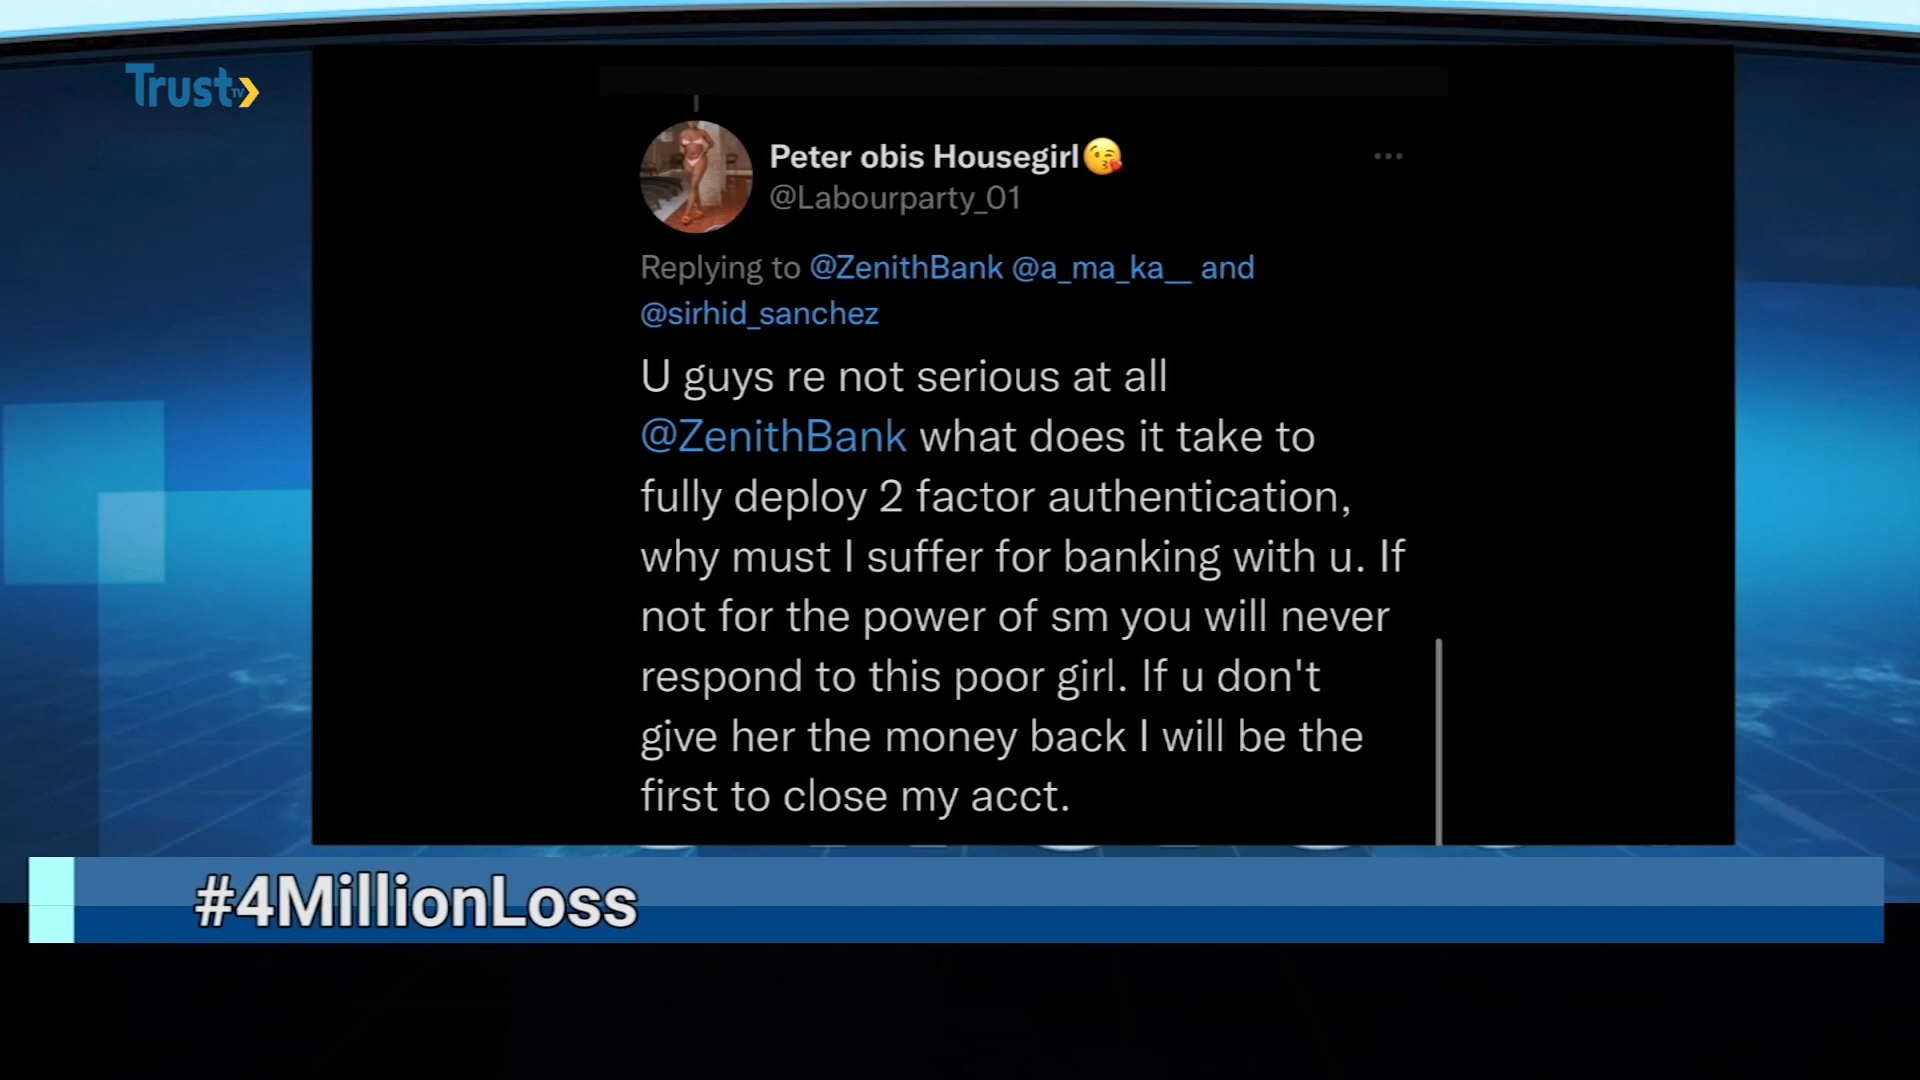 Trust TV
Peter obis Housegirl😘
@Labourparty_01
Replying to @ZenithBank @a_ma_ka__ and
@sirhid_sanchez
U guys re not serious at all
@ZenithBank what does it take to
fully deploy 2 factor authentication,
why must I suffer for banking with u. If
not for the power of sm you will never
respond to this poor girl. If u don't
give her the money back I will be the
first to close my acct.
#4MillionLoss